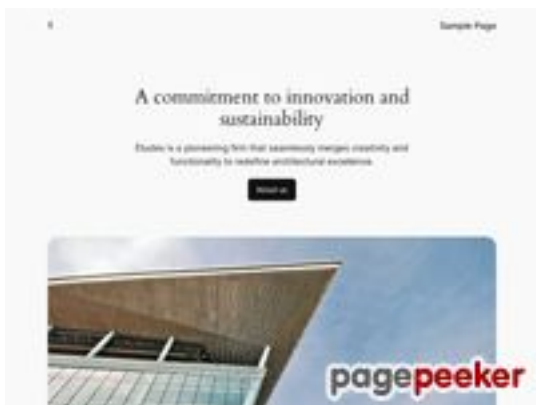 Sample Page
A commitment to innovation and
sustainability
Études is a pioneering firm that seamlessly merges creativity and
functionality to redefine architectural excellence.
About us
pagepeeker